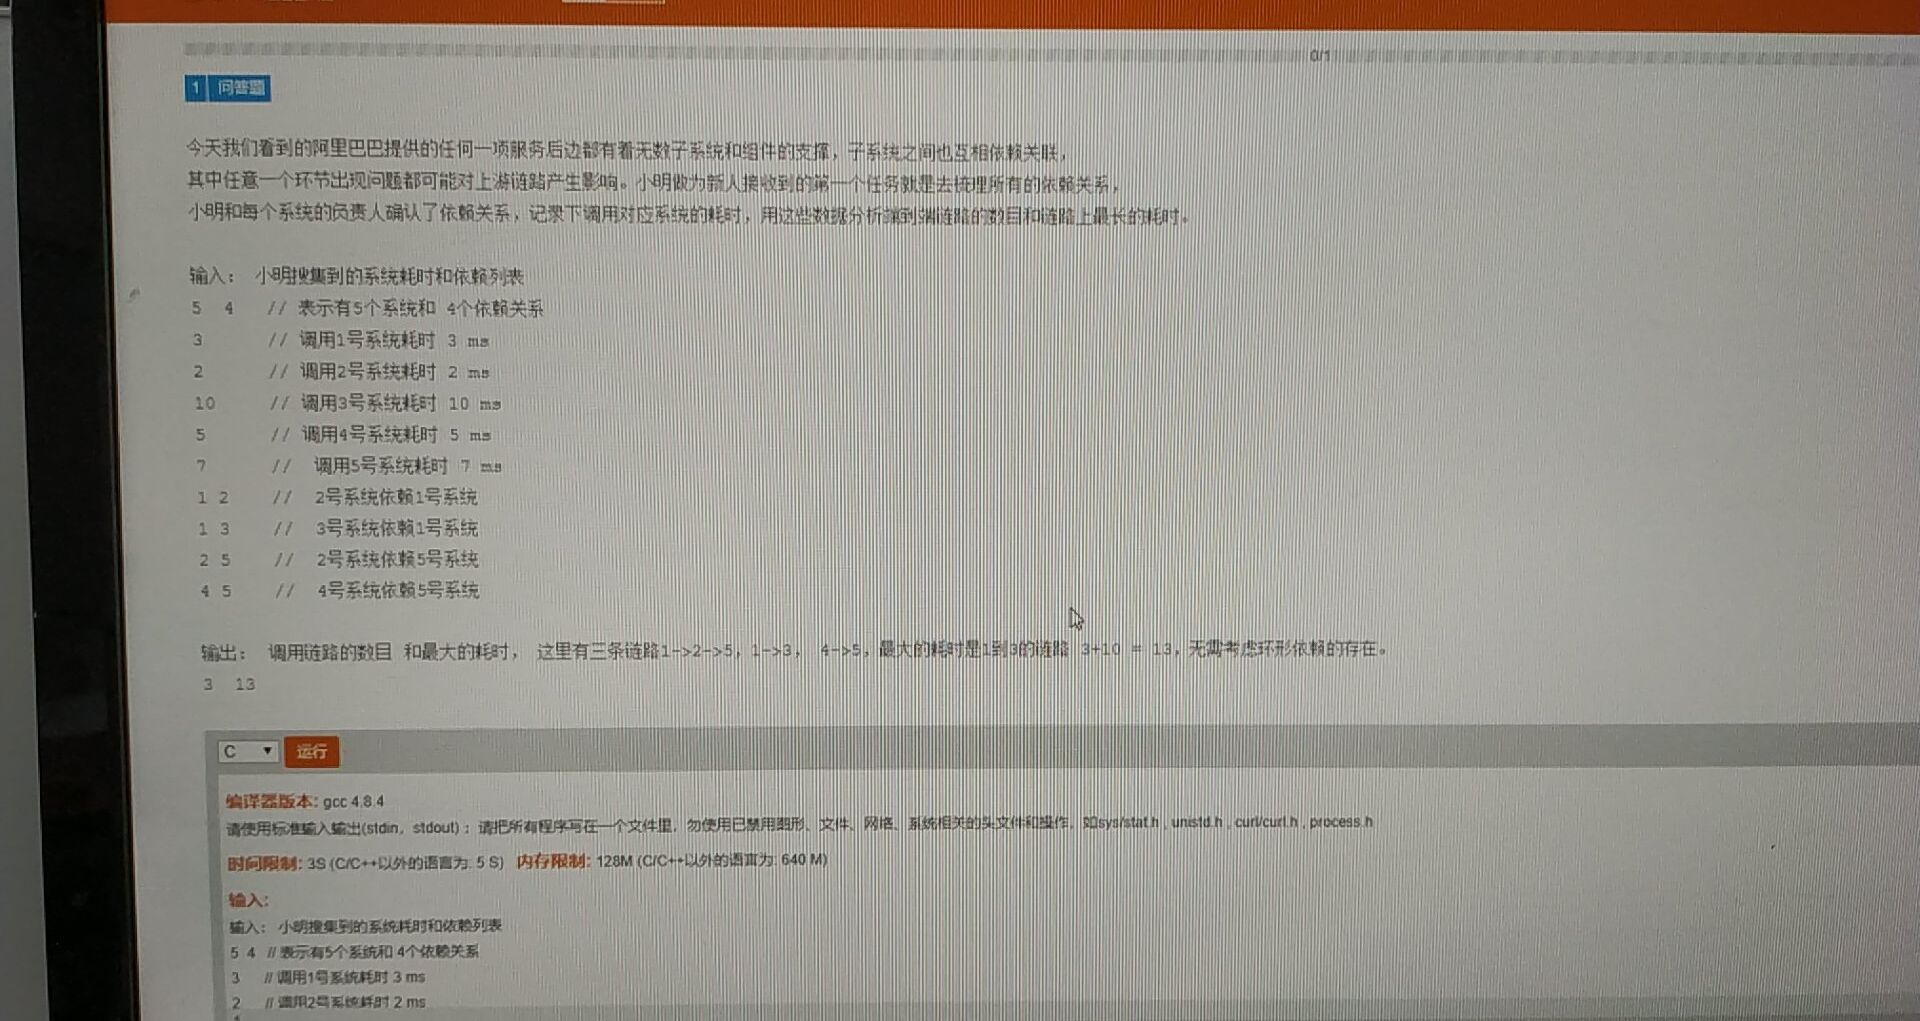 0/1
1 问答题
今天我们看到的阿里巴巴提供的任何一项服务后边都有着无数子系统和组件的支撑，子系统之间也互相依赖关联，
其中任意一个环节出现问题都可能对上游链路产生影响。小明做为新人接收到的第一个任务就是去梳理所有的依赖关系，
小明和每个系统的负责人确认了依赖关系，记录下调用对应系统的耗时，用这些数据分析端到端链路的数目和链路上最长的耗时。
输入： 小明搜集到的系统耗时和依赖列表
5 4 // 表示有5个系统和 4个依赖关系
3 // 调用1号系统耗时 3 ms
2 // 调用2号系统耗时 2 ms
10 // 调用3号系统耗时 10 ms
5 // 调用4号系统耗时 5 ms
7 // 调用5号系统耗时 7 ms
1 2 // 2号系统依赖1号系统
1 3 // 3号系统依赖1号系统
2 5 // 2号系统依赖5号系统
4 5 // 4号系统依赖5号系统
输出： 调用链路的数目 和最大的耗时， 这里有三条链路1->2->5，1->3， 4->5，最大的耗时是1到3的链路 3+10 = 13，无需考虑环形依赖的存在。
3 13
C 运行
编译器版本: gcc 4.8.4
请使用标准输入输出(stdin，stdout) ；请把所有程序写在一个文件里，勿使用已禁用图形、文件、网络、系统相关的头文件和操作，如sys/stat.h , unistd.h , curl/curl.h , process.h
时间限制: 3S (C/C++以外的语言为: 5 S) 内存限制: 128M (C/C++以外的语言为: 640 M)
输入:
输入： 小明搜集到的系统耗时和依赖列表
5 4 // 表示有5个系统和 4个依赖关系
3 // 调用1号系统耗时 3 ms
2 // 调用2号系统耗时 2 ms